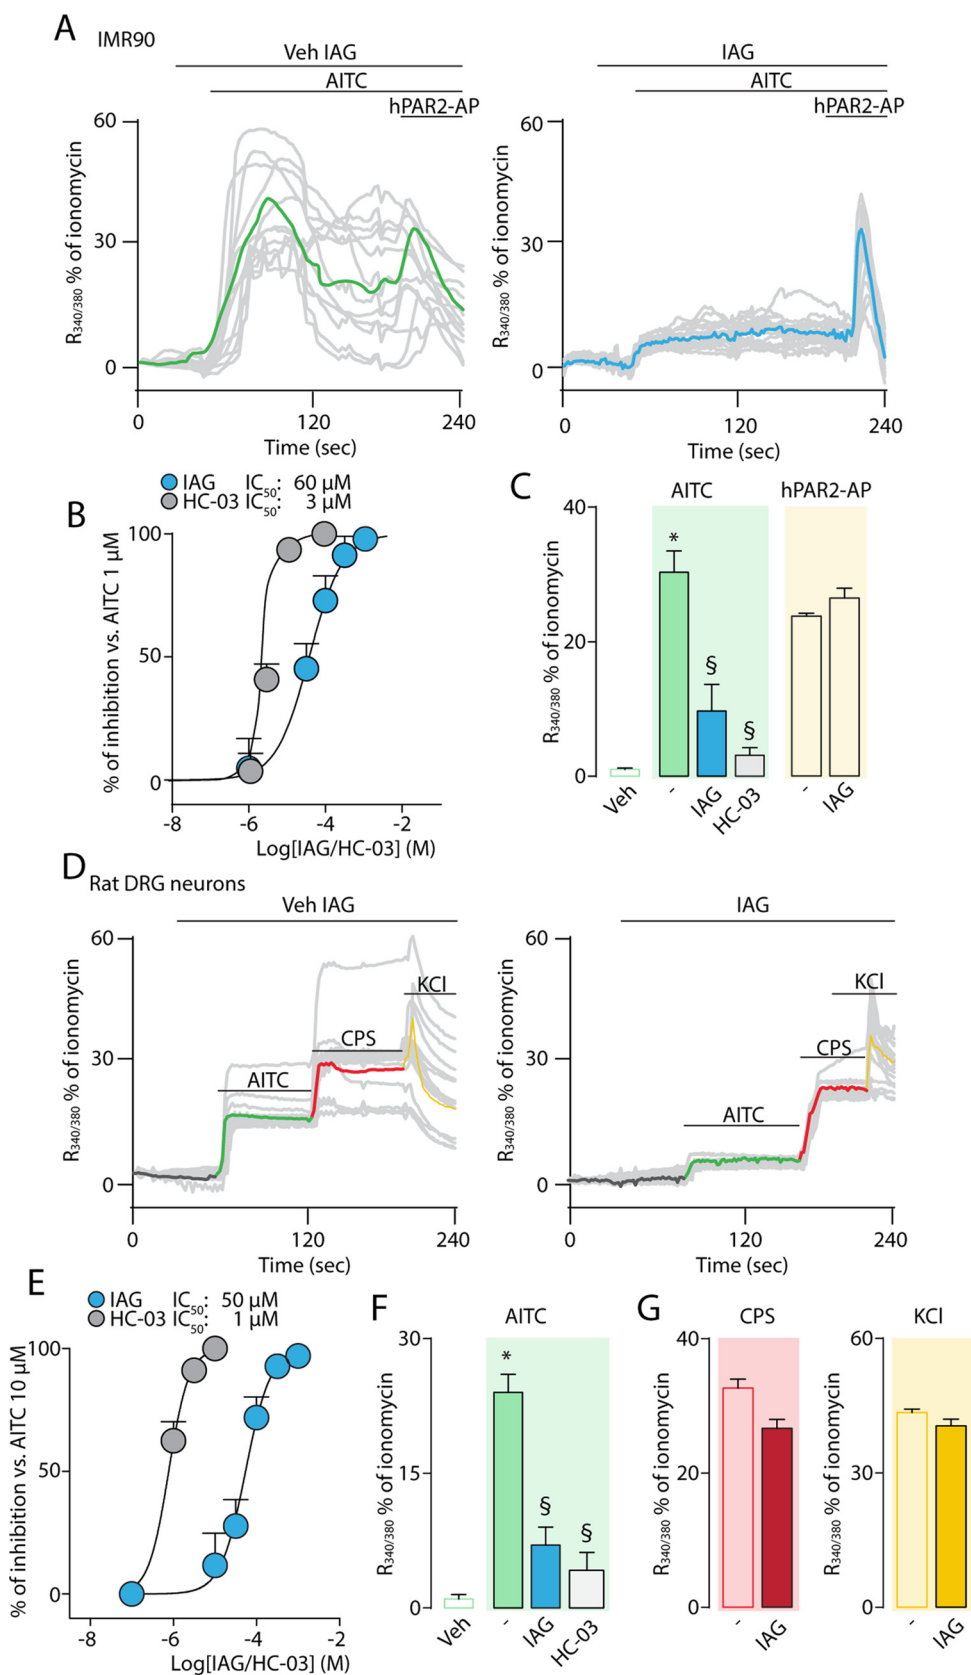 A
IMR90
Veh IAG
AITC
hPAR2-AP
60
30
0
R340/380 % of ionomycin
0
120
240
Time (sec)
IAG
AITC
hPAR2-AP
60
30
0
R340/380 % of ionomycin
0
120
240
Time (sec)
B
IAG IC50: 60 µM
HC-03 IC50: 3 µM
100
50
0
% of inhibition vs. AITC 1 µM
-8
-6
-4
-2
Log[IAG/HC-03] (M)
C
AITC
hPAR2-AP
40
20
0
R340/380 % of ionomycin
*
§
§
Veh
-
IAG
HC-03
-
IAG
D
Rat DRG neurons
Veh IAG
60
30
0
R340/380 % of ionomycin
AITC
CPS
KCl
0
120
240
Time (sec)
IAG
60
30
0
R340/380 % of ionomycin
AITC
CPS
KCl
0
120
240
Time (sec)
E
IAG IC50: 50 µM
HC-03 IC50: 1 µM
100
50
0
% of inhibition vs. AITC 10 µM
-8
-6
-4
-2
Log[IAG/HC-03] (M)
F
AITC
30
15
0
R340/380 % of ionomycin
*
§
§
Veh
-
IAG
HC-03
G
CPS
40
20
0
R340/380 % of ionomycin
-
IAG
KCl
60
30
0
R340/380 % of ionomycin
-
IAG